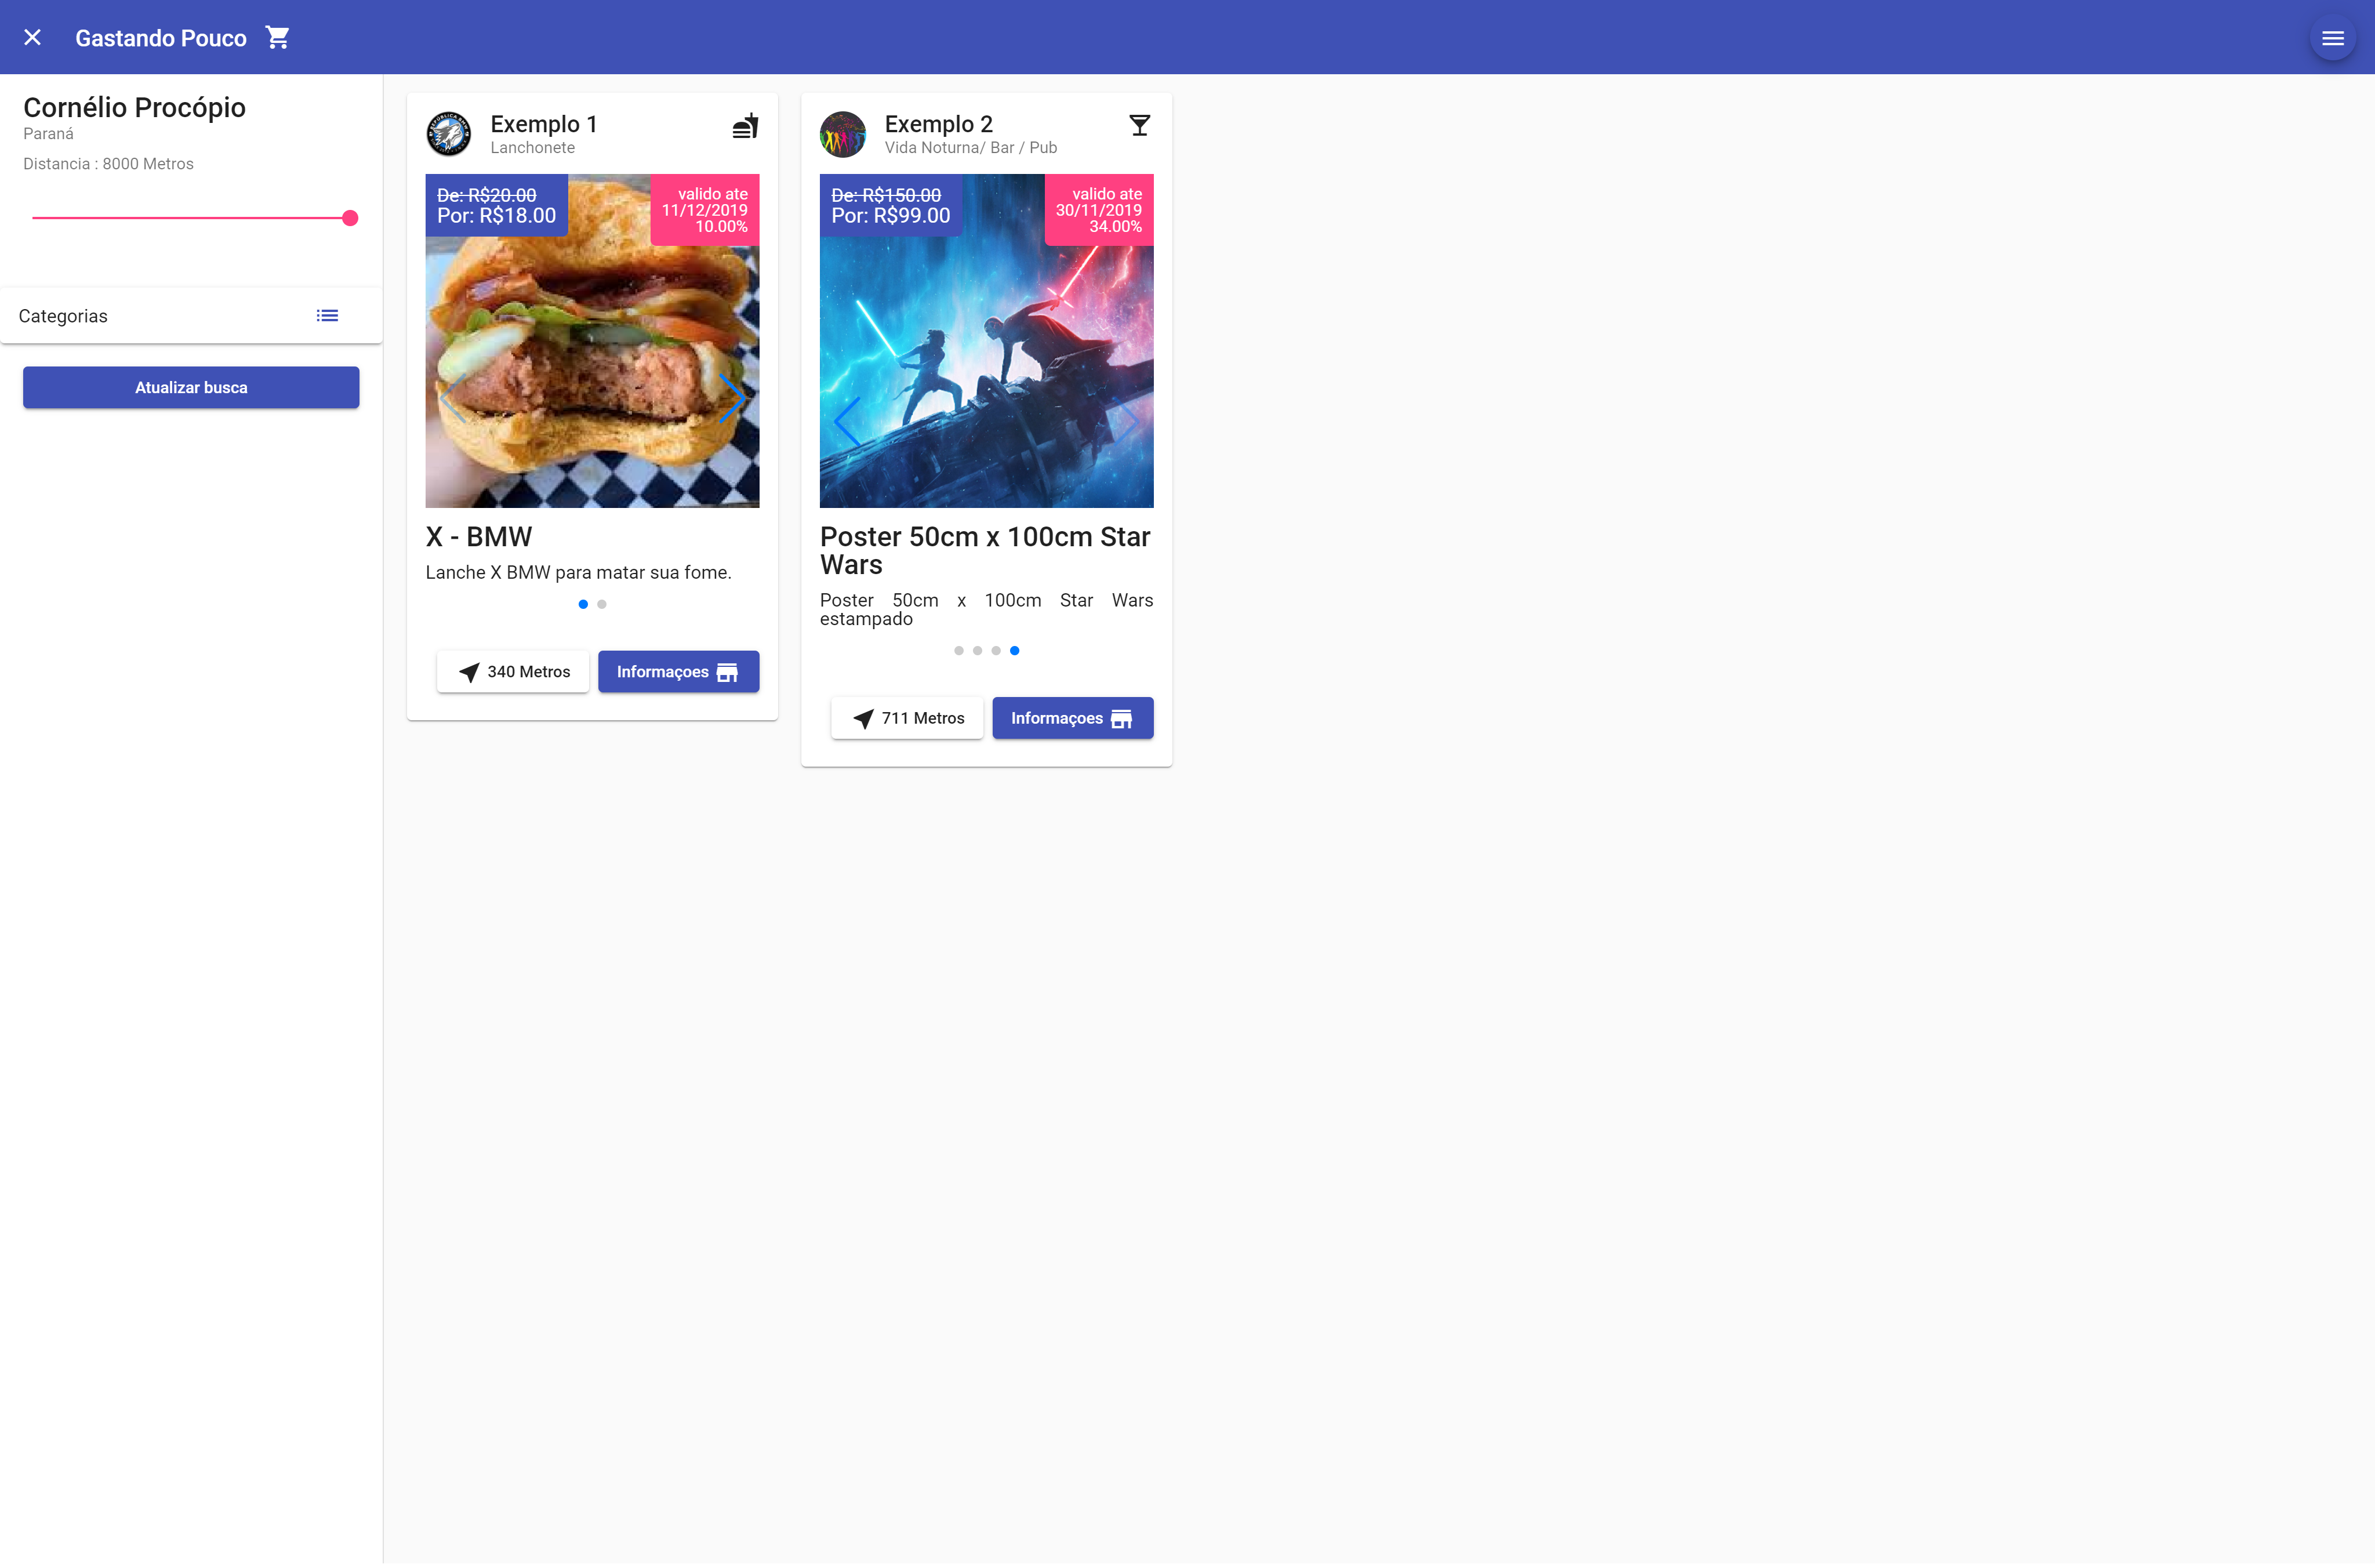 Gastando Pouco
Cornélio Procópio
Paraná
Distancia : 8000 Metros
Categorias
Atualizar busca
Exemplo 1
Lanchonete
De: R$20.00
Por: R$18.00
valido ate
11/12/2019
10.00%
X - BMW
Lanche X BMW para matar sua fome.
340 Metros
Informaçoes
Exemplo 2
Vida Noturna/ Bar / Pub
De: R$150.00
Por: R$99.00
valido ate
30/11/2019
34.00%
Poster 50cm x 100cm Star
Wars
Poster 50cm x 100cm Star Wars
estampado
711 Metros
Informaçoes